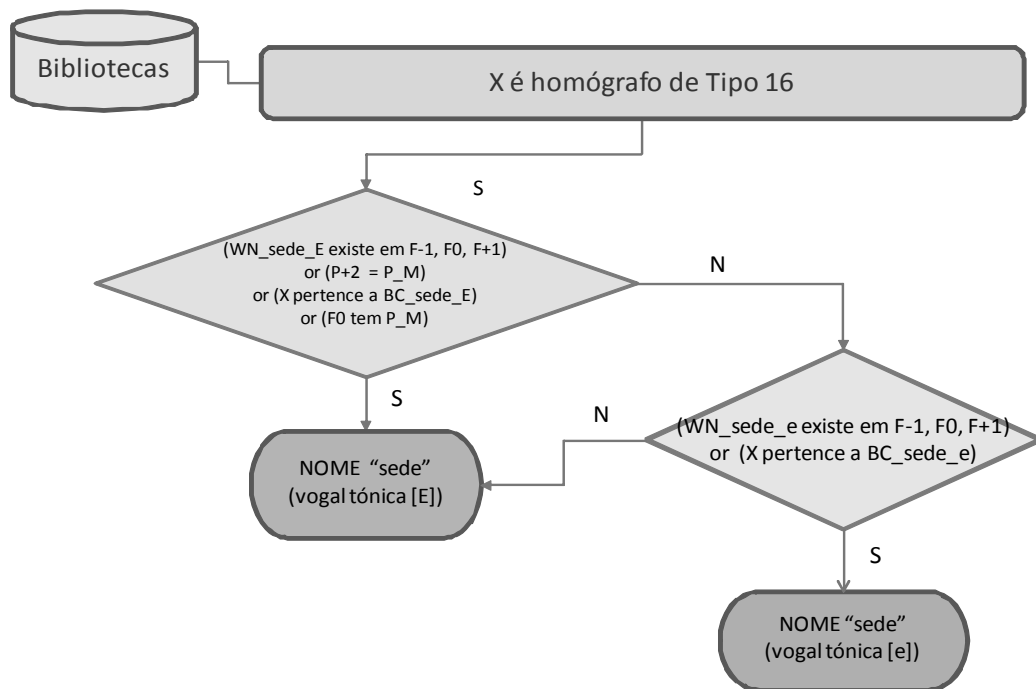 Bibliotecas
X é homógrafo de Tipo 16
S
(WN_sede_E existe em F-1, F0, F+1)
or (P+2 = P_M)
or (X pertence a BC_sede_E)
or (F0 tem P_M)
N
S
N
(WN_sede_e existe em F-1, F0, F+1)
or (X pertence a BC_sede_e)
NOME “sede”
(vogal tónica [E])
S
NOME “sede”
(vogal tónica [e])